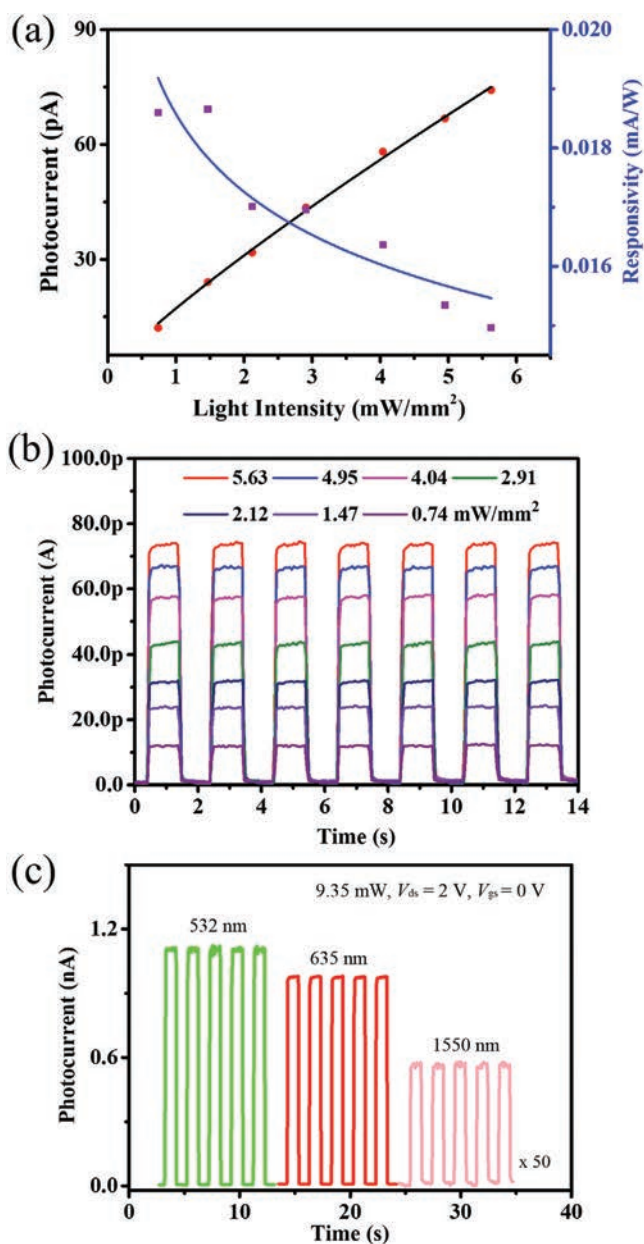 (a)
90
60
30
Photocurrent (pA)
0.020
0.018
0.016
Responsivity (mA/W)
1 2 3 4 5 6
Light Intensity (mW/mm²)
(b)
100.0p
80.0p
60.0p
40.0p
20.0p
0.0
Photocurrent (A)
5.63 4.95 4.04 2.91
2.12 1.47 0.74 mW/mm²
0 2 4 6 8 10 12 14
Time (s)
(c)
9.35 mW, Vds = 2 V, Vgs = 0 V
1.2
0.6
0.0
Photocurrent (nA)
532 nm
635 nm
1550 nm
x 50
0 10 20 30 40
Time (s)